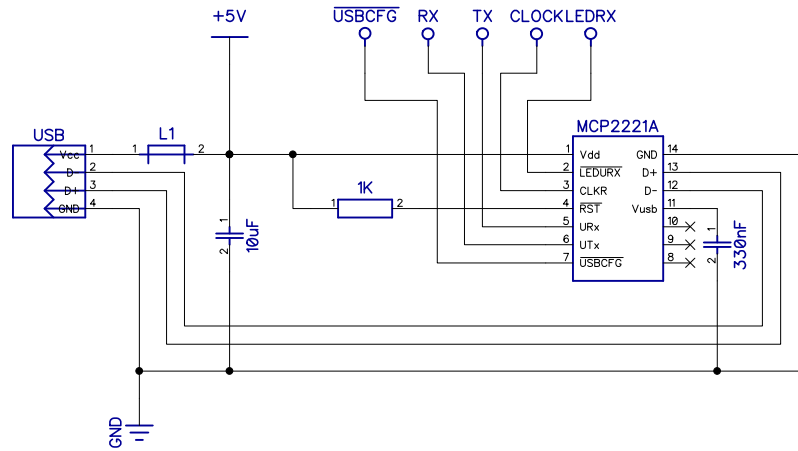 +5V
USBCFG RX TX CLOCK LEDRX
USB
1 Vcc
2 D-
3 D+
4 GND
1 L1 2
MCP2221A
1 Vdd GND 14
2 LEDURX D+ 13
3 CLKR D- 12
4 RST Vusb 11
5 URx 10
6 UTx 9
7 USBCFG 8
1 1K 2
1 10uF 2
1 330nF 2
GND